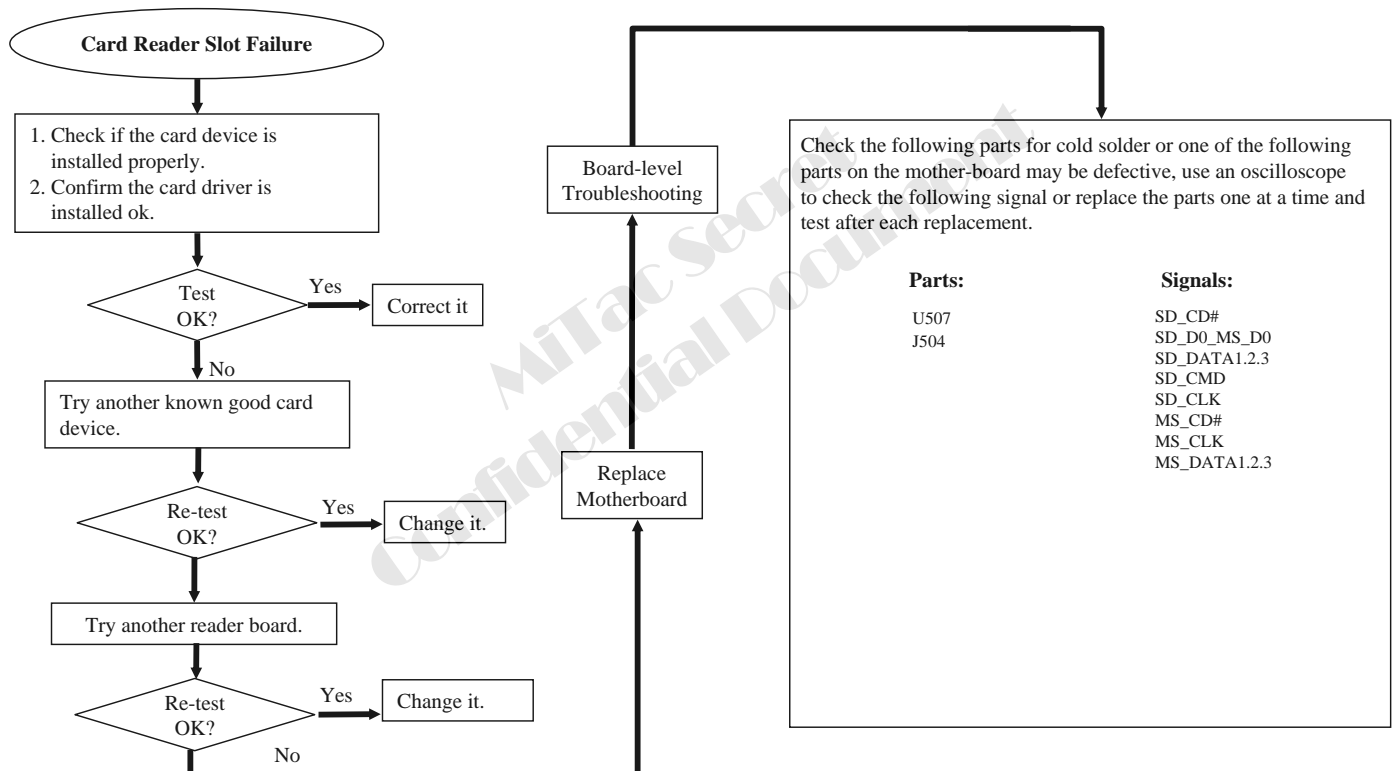 Card Reader Slot Failure
1. Check if the card device is
installed properly.
2. Confirm the card driver is
installed ok.
Test
OK?
Yes
Correct it
No
Try another known good card
device.
Re-test
OK?
Yes
Change it.
Try another reader board.
Re-test
OK?
Yes
Change it.
No
Replace
Motherboard
Board-level
Troubleshooting
Check the following parts for cold solder or one of the following
parts on the mother-board may be defective, use an oscilloscope
to check the following signal or replace the parts one at a time and
test after each replacement.
Parts:
U507
J504
Signals:
SD_CD#
SD_D0_MS_D0
SD_DATA1.2.3
SD_CMD
SD_CLK
MS_CD#
MS_CLK
MS_DATA1.2.3
MiTac Secret
Confidential Document